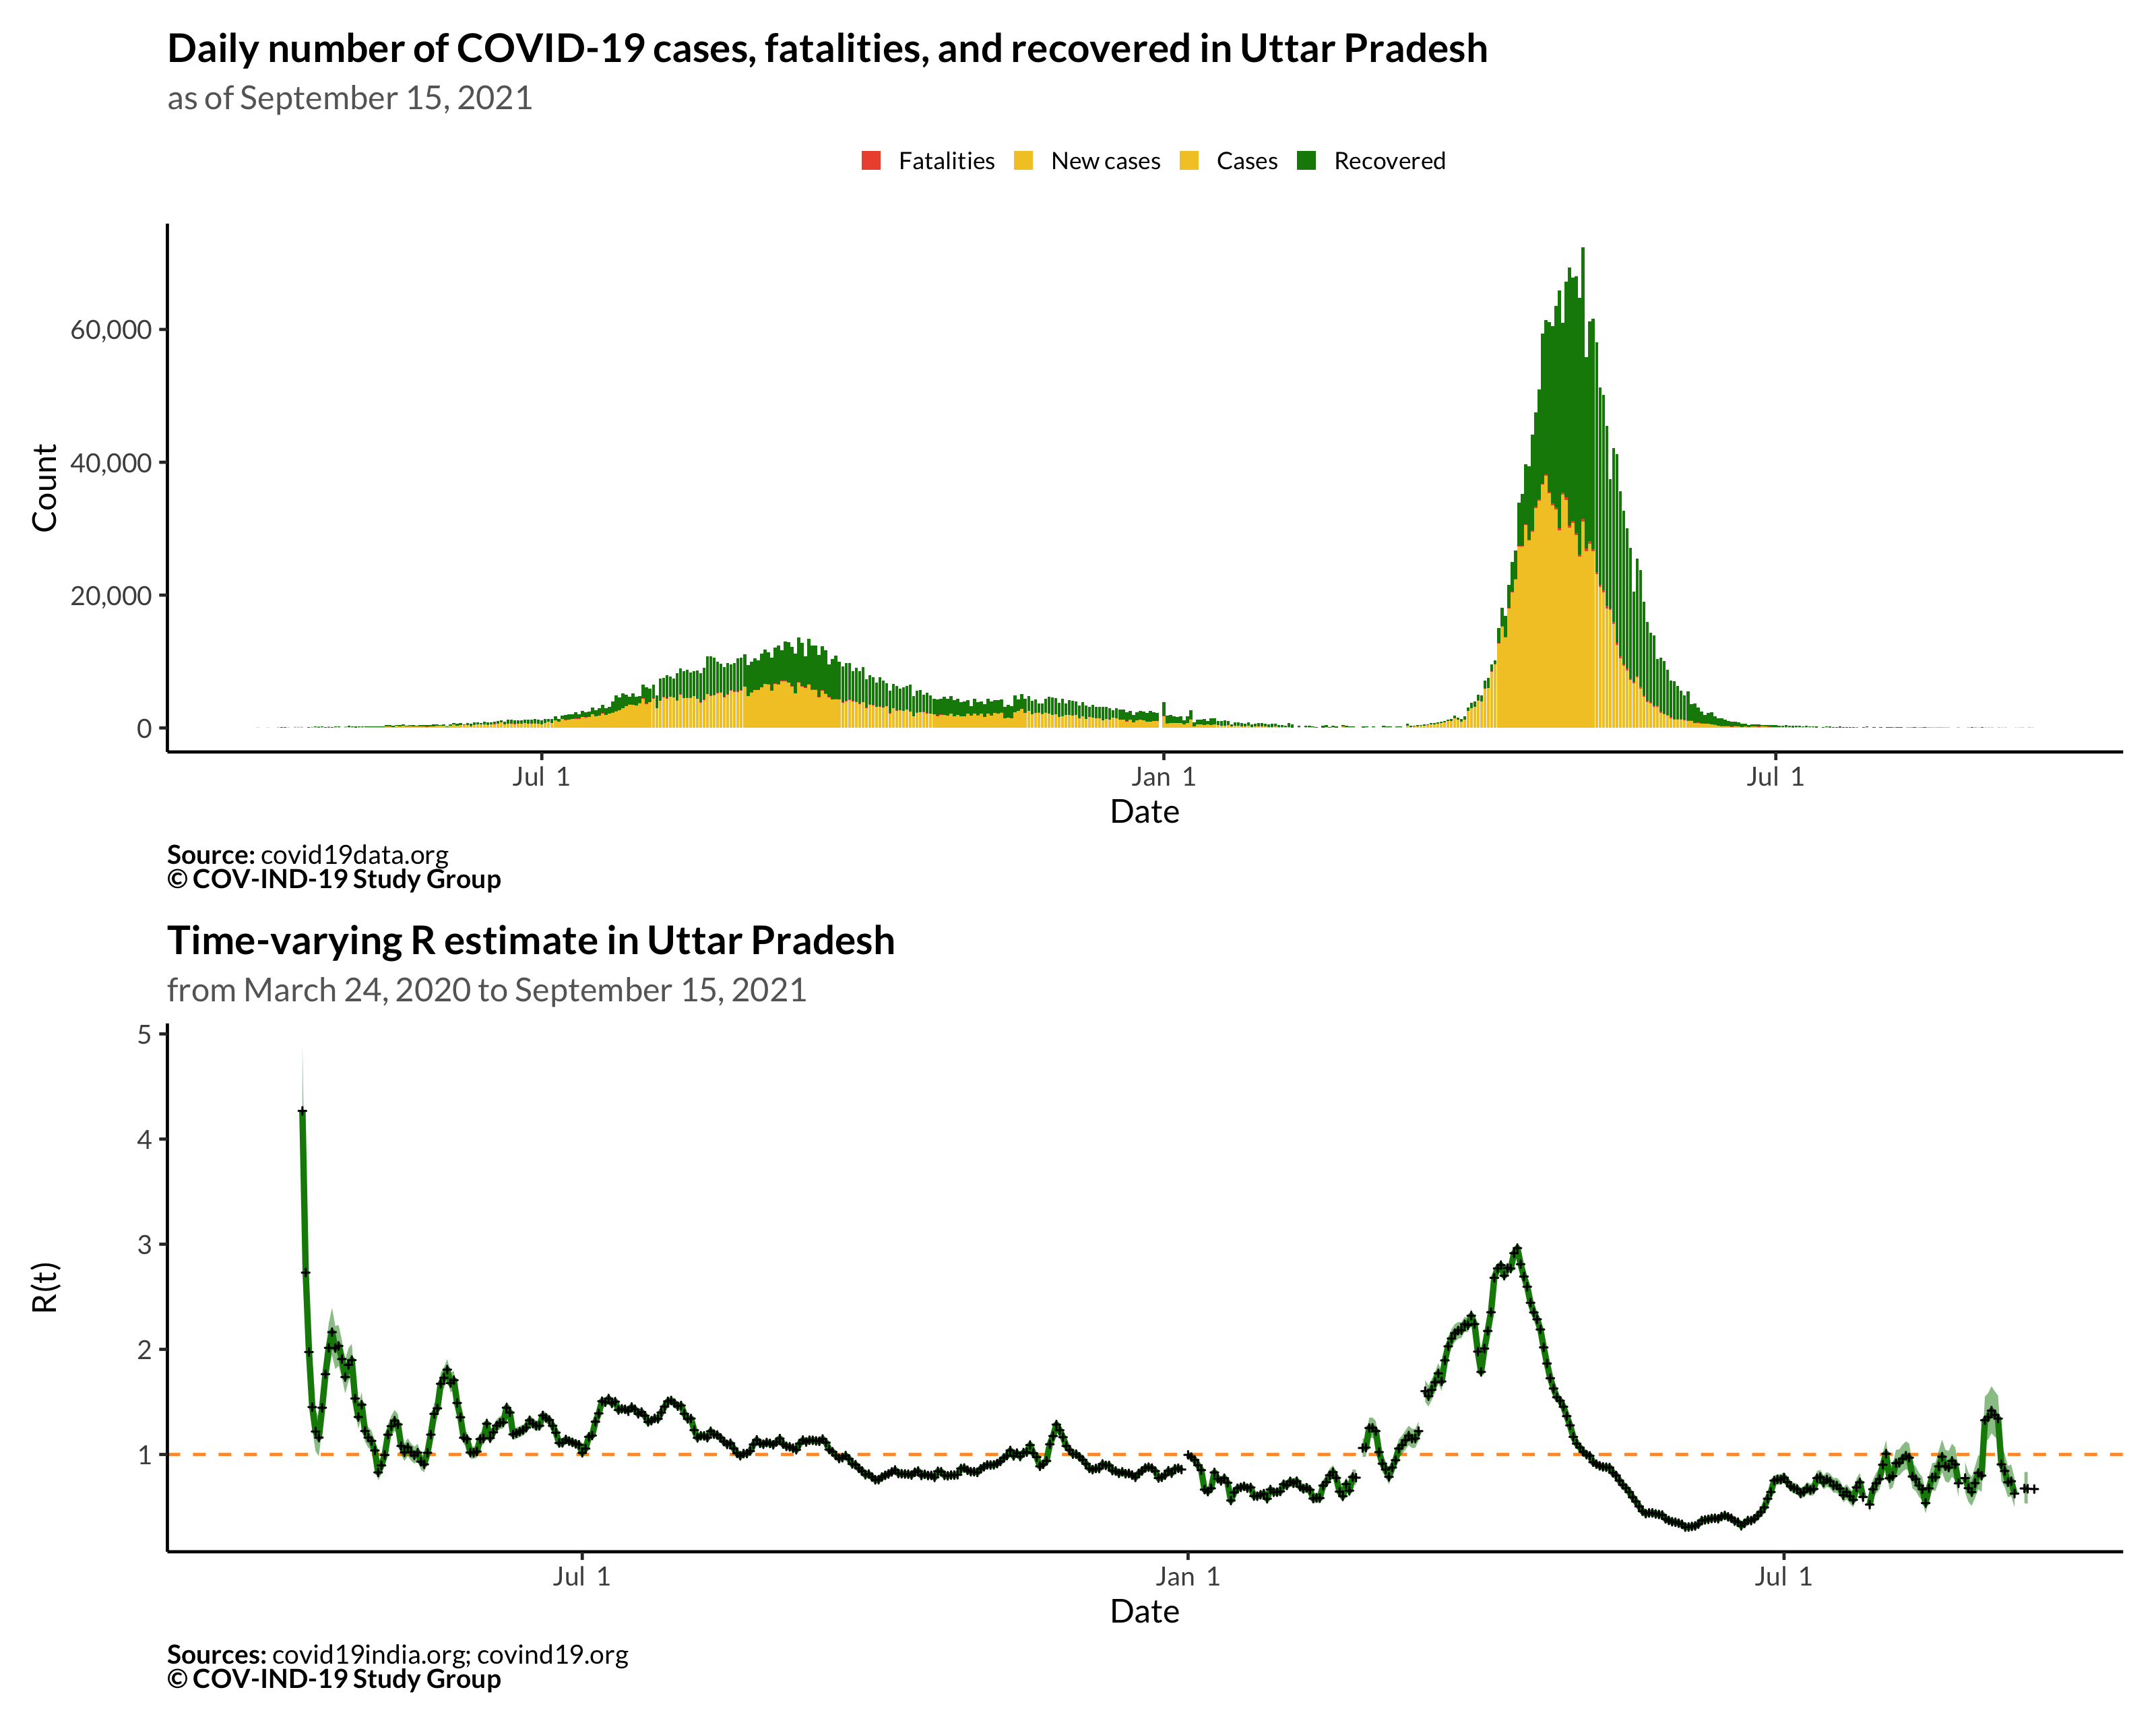 Daily number of COVID-19 cases, fatalities, and recovered in Uttar Pradesh
as of September 15, 2021
Fatalities New cases Cases Recovered
Count
60,000
40,000
20,000
0
Jul 1 Jan 1 Jul 1
Date
Source: covid19data.org
© COV-IND-19 Study Group
Time-varying R estimate in Uttar Pradesh
from March 24, 2020 to September 15, 2021
R(t)
5
4
3
2
1
Jul 1 Jan 1 Jul 1
Date
Sources: covid19india.org; covind19.org
© COV-IND-19 Study Group